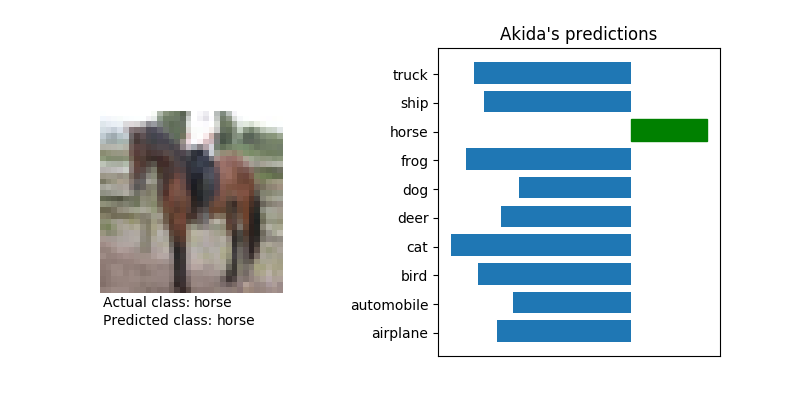 Akida's predictions
truck
ship
horse
frog
dog
deer
cat
bird
automobile
airplane
Actual class: horse
Predicted class: horse